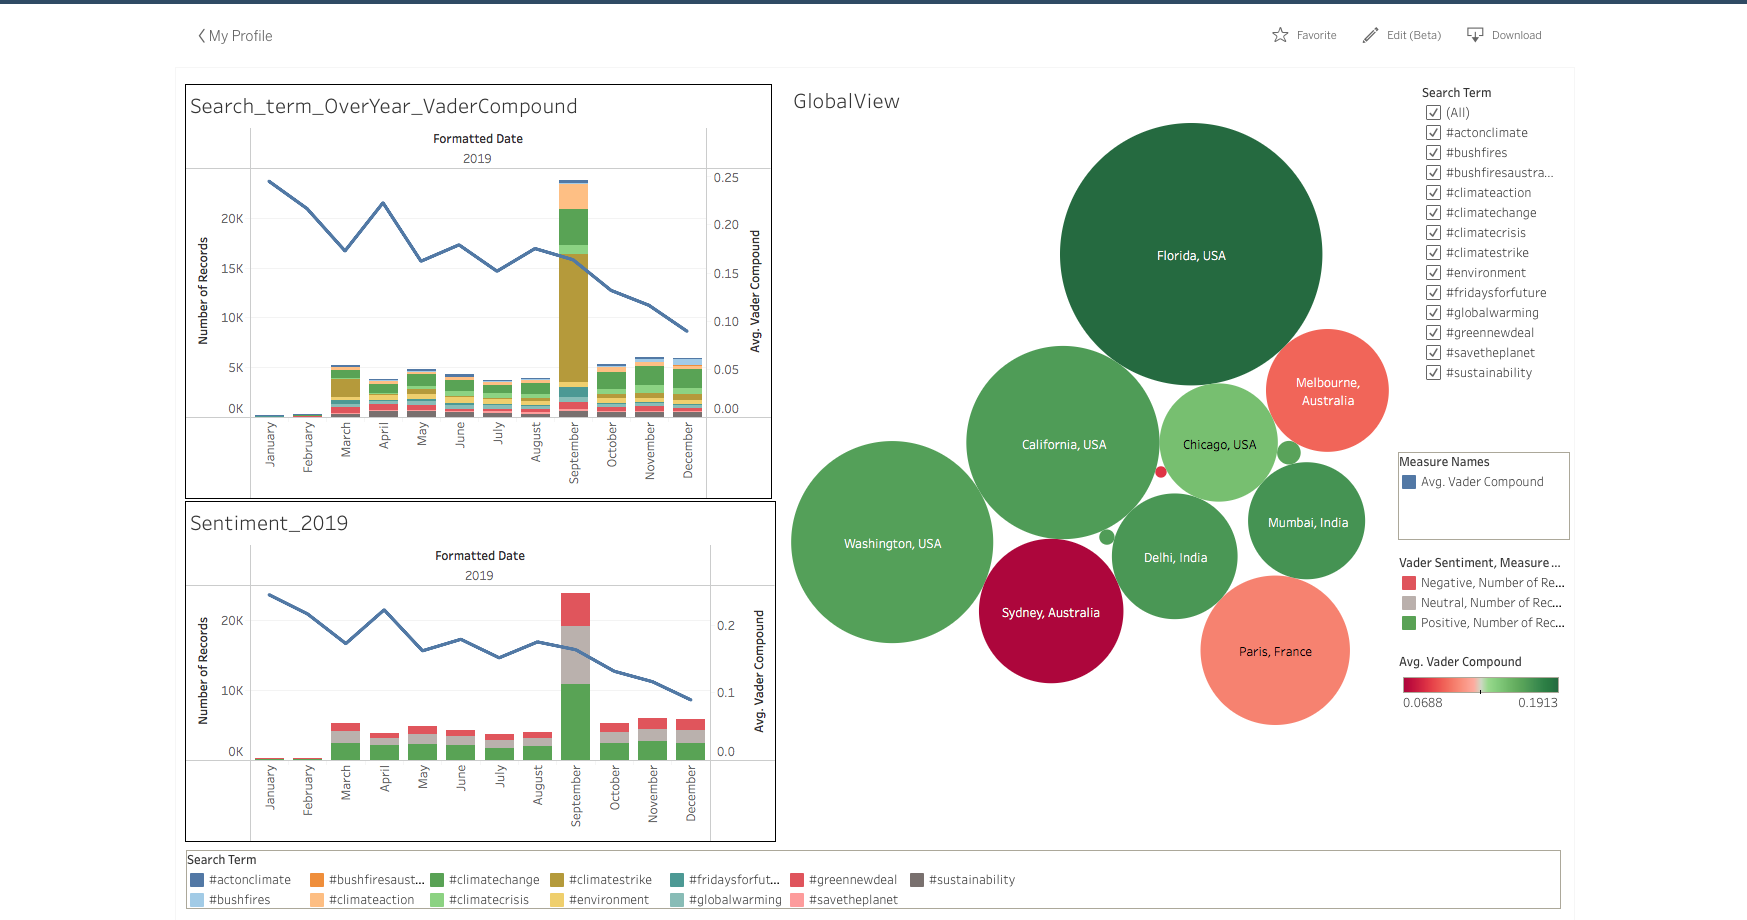 My Profile
Favorite
Edit (Beta)
Download
Search_term_OverYear_VaderCompound
Formatted Date
2019
Number of Records
20K
15K
10K
5K
0K
0.25
0.20
0.15
0.10
0.05
0.00
Avg. Vader Compound
January
February
March
April
May
June
July
August
September
October
November
December
Sentiment_2019
Formatted Date
2019
Number of Records
20K
10K
0K
0.2
0.1
0.0
Avg. Vader Compound
January
February
March
April
May
June
July
August
September
October
November
December
GlobalView
Florida, USA
Melbourne,
Australia
California, USA
Chicago, USA
Mumbai, India
Washington, USA
Delhi, India
Sydney, Australia
Paris, France
Search Term
(All)
#actonclimate
#bushfires
#bushfiresaustra...
#climateaction
#climatechange
#climatecrisis
#climatestrike
#environment
#fridaysforfuture
#globalwarming
#greennewdeal
#savetheplanet
#sustainability
Measure Names
Avg. Vader Compound
Vader Sentiment, Measure ...
Negative, Number of Re...
Neutral, Number of Rec...
Positive, Number of Rec...
Avg. Vader Compound
0.0688 0.1913
Search Term
#actonclimate #bushfiresaust... #climatechange #climatestrike #fridaysforfut... #greennewdeal #sustainability
#bushfires #climateaction #climatecrisis #environment #globalwarming #savetheplanet